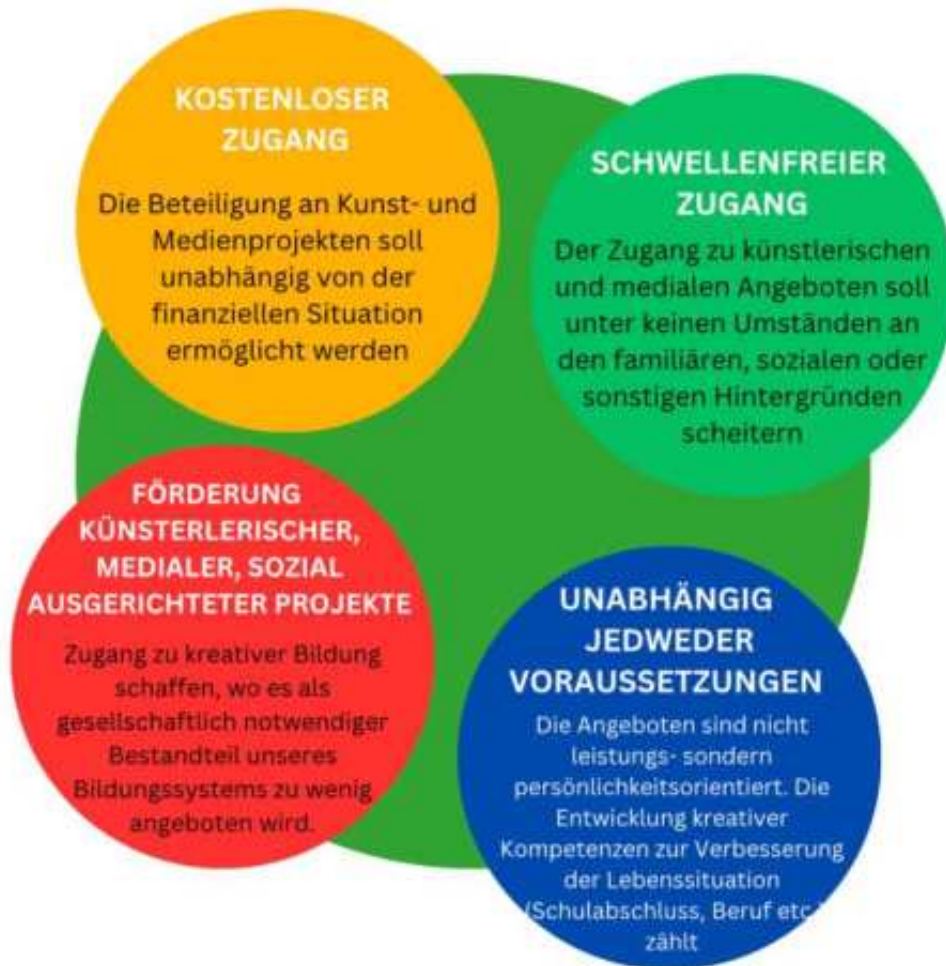 KOSTENLOSER
ZUGANG
Die Beteiligung an Kunst- und
Medienprojekten soll
unabhängig von der
finanziellen Situation
ermöglicht werden
SCHWELLENFREIER
ZUGANG
Der Zugang zu künstlerischen
und medialen Angeboten soll
unter keinen Umständen an
den familiären, sozialen oder
sonstigen Hintergründen
scheitern
FÖRDERUNG
KÜNSTERLERISCHER,
MEDIALER, SOZIAL
AUSGERICHTETER PROJEKTE
Zugang zu kreativer Bildung
schaffen, wo es als
gesellschaftlich notwendiger
Bestandteil unseres
Bildungssystems zu wenig
angeboten wird.
UNABHÄNGIG
JEDWEDER
VORAUSSETZUNGEN
Die Angeboten sind nicht
leistungs- sondern
persönlichkeitsorientiert. Die
Entwicklung kreativer
Kompetenzen zur Verbesserung
der Lebenssituation
(Schulabschluss, Beruf etc.)
zählt